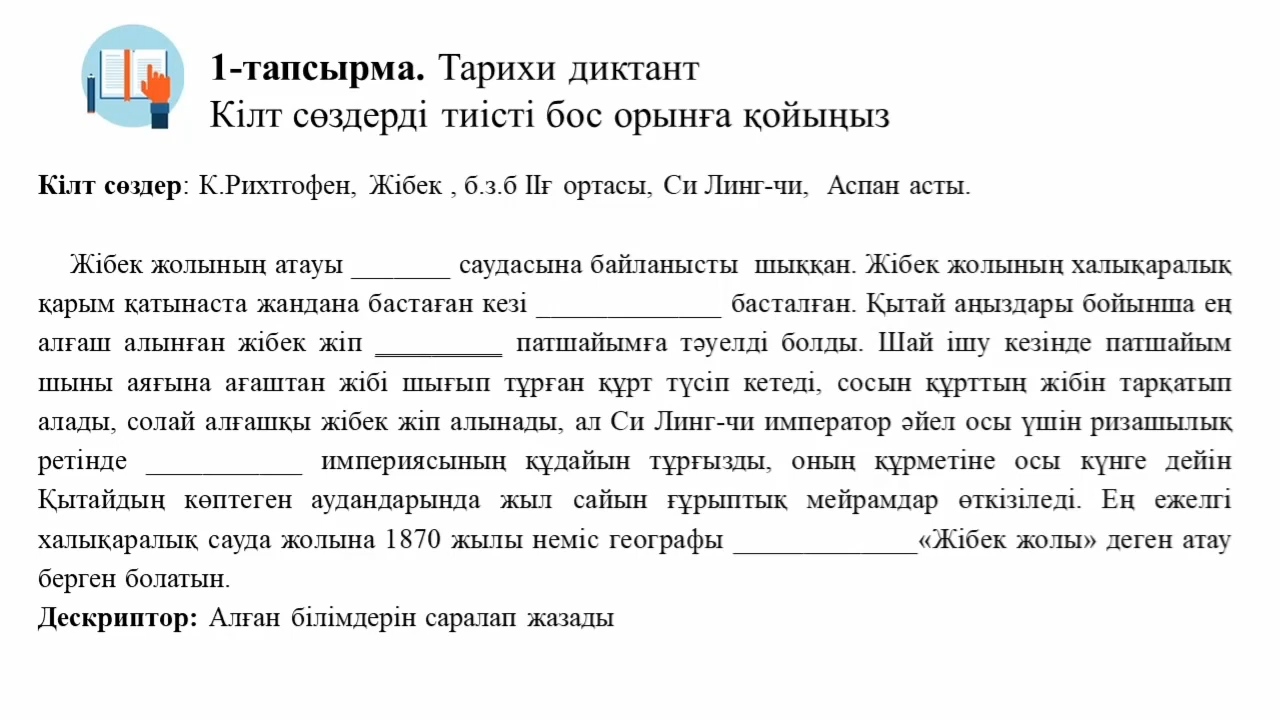 1-тапсырма. Тарихи диктант
Кілт сөздерді тиісті бос орынға қойыңыз
Кілт сөздер: К.Рихтгофен, Жібек , б.з.б ІІғ ортасы, Си Линг-чи, Аспан асты.
Жібек жолының атауы _______ саудасына байланысты шыққан. Жібек жолының халықаралық
қарым қатынаста жандана бастаған кезі _____________ басталған. Қытай аңыздары бойынша ең
алғаш алынған жібек жіп _________ патшайымға тәуелді болды. Шай ішу кезінде патшайым
шыны аяғына ағаштан жібі шығып тұрған құрт түсіп кетеді, сосын құрттың жібін тарқатып
алады, солай алғашқы жібек жіп алынады, ал Си Линг-чи император әйел осы үшін ризашылық
ретінде ___________ империясының құдайын тұрғызды, оның құрметіне осы күнге дейін
Қытайдың көптеген аудандарында жыл сайын ғұрыптық мейрамдар өткізіледі. Ең ежелгі
халықаралық сауда жолына 1870 жылы неміс географы _____________«Жібек жолы» деген атау
берген болатын.
Дескриптор: Алған білімдерін саралап жазады